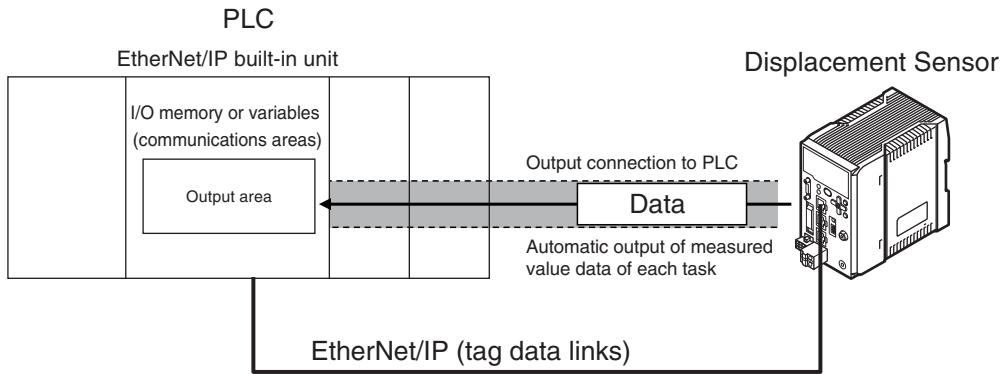 PLC
EtherNet/IP built-in unit
Displacement Sensor
I/O memory or variables
(communications areas)
Output connection to PLC
Output area
Data
Automatic output of measured
value data of each task
EtherNet/IP (tag data links)